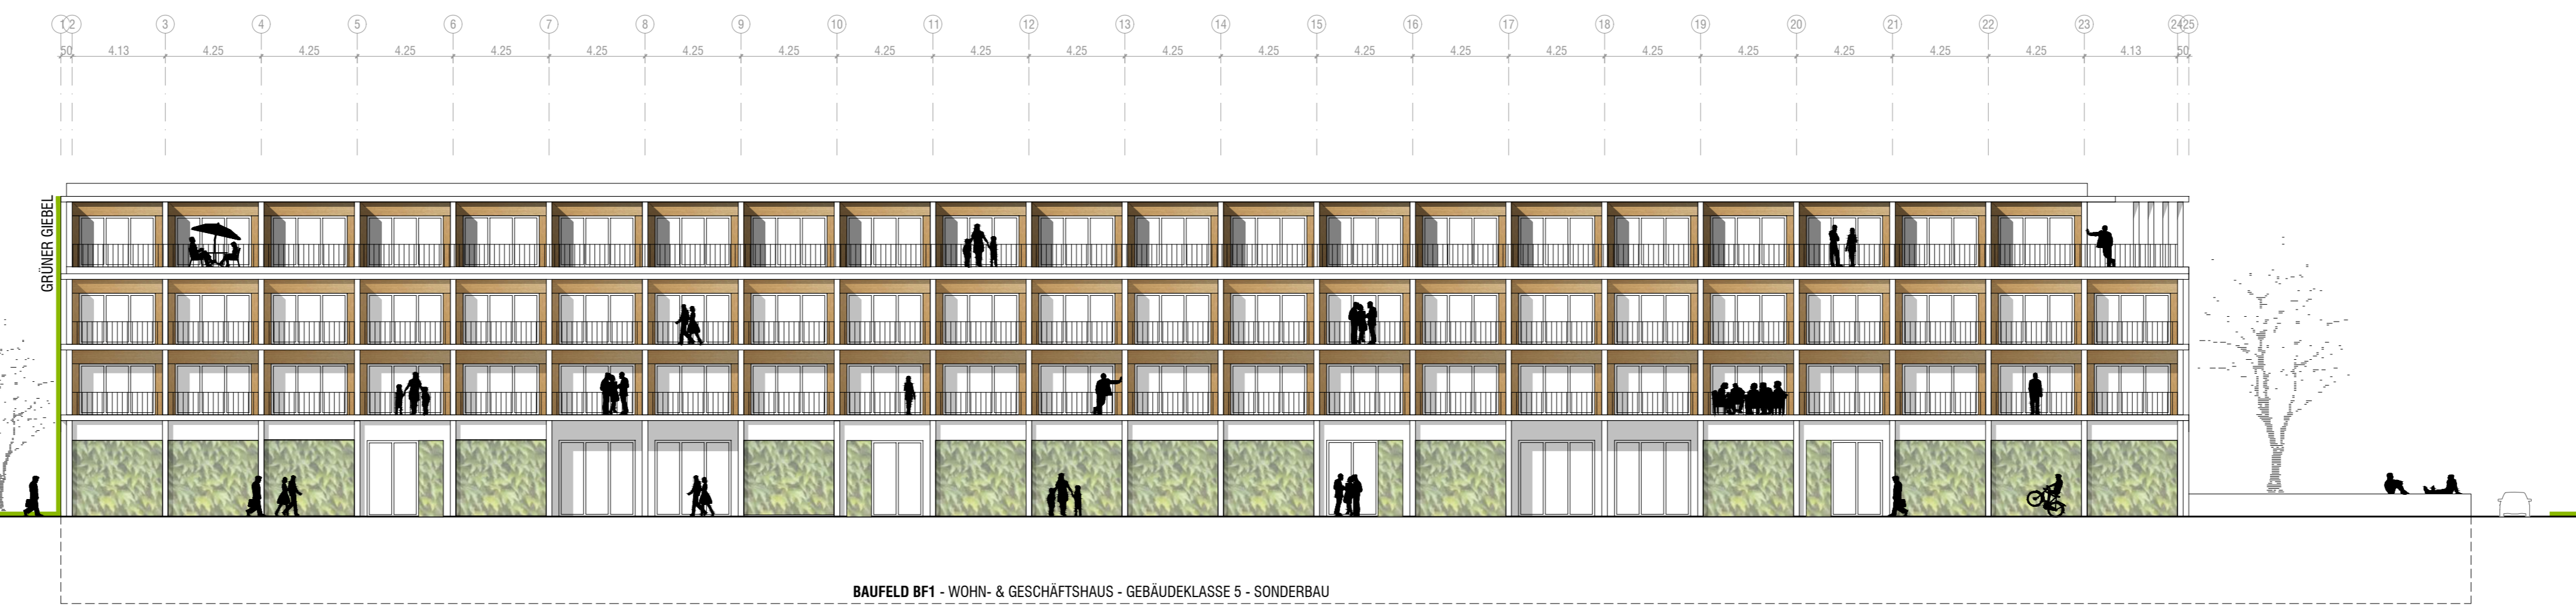 1 2 3 4 5 6 7 8 9 10 11 12 13 14 15 16 17 18 19 20 21 22 23 24 25
50 4.13 4.25 4.25 4.25 4.25 4.25 4.25 4.25 4.25 4.25 4.25 4.25 4.25 4.25 4.25 4.25 4.25 4.25 4.25 4.25 4.25 4.13 50
GRÜNER GIEBEL
BAUFELD BF1 - WOHN- & GESCHÄFTSHAUS - GEBÄUDEKLASSE 5 - SONDERBAU